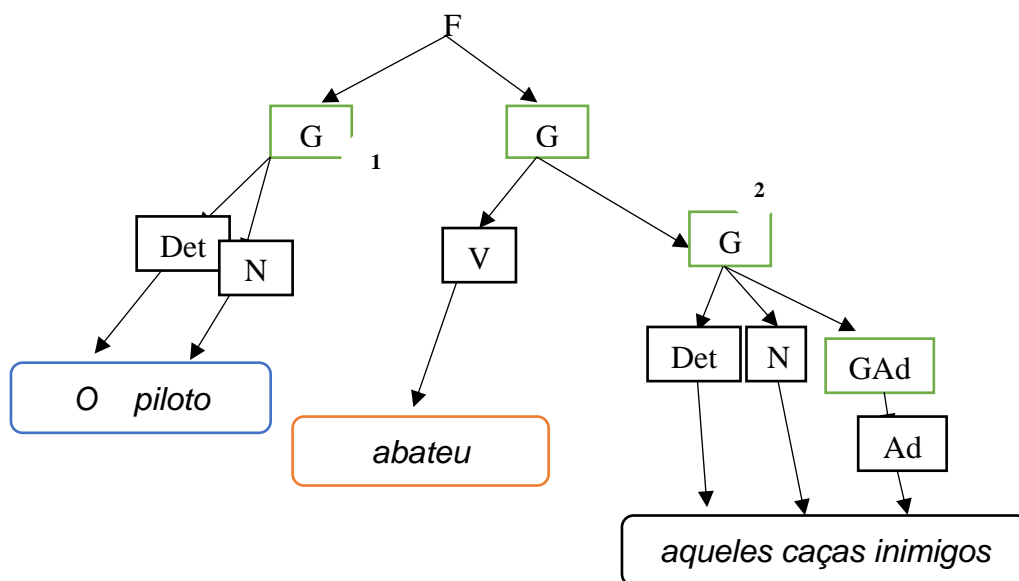 F
G
G
1
2
G
Det
N
V
Det
N
GAd
Ad
O piloto
abateu
aqueles caças inimigos